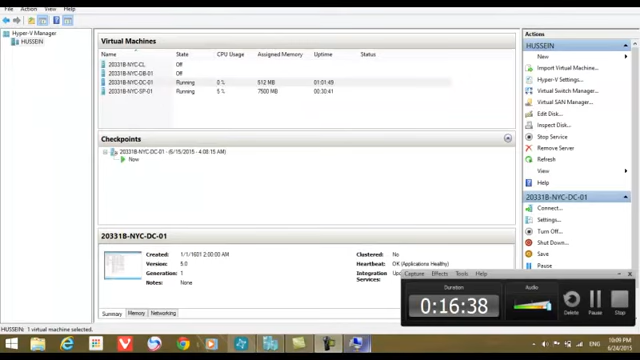 File Action View Help
Hyper-V Manager
HUSSEIN
Virtual Machines
Name State CPU Usage Assigned Memory Uptime Status
20331B-NYC-CL Off
20331B-NYC-DB-01 Off
20331B-NYC-DC-01 Running 0 % 512 MB 01:01:49
20331B-NYC-SP-01 Running 5 % 7500 MB 00:30:41
Checkpoints
20331B-NYC-DC-01 - (6/15/2015 - 4:08:15 AM)
Now
20331B-NYC-DC-01
Created: 1/1/1601 2:00:00 AM
Version: 5.0
Generation: 1
Notes: None
Clustered: No
Heartbeat: OK (Applications Healthy)
Integration
Services:
Summary Memory Networking
HUSSEIN: 1 virtual machine selected.
Actions
HUSSEIN
New
Import Virtual Machine...
Hyper-V Settings...
Virtual Switch Manager...
Virtual SAN Manager...
Edit Disk...
Inspect Disk...
Stop Service
Remove Server
Refresh
View
Help
20331B-NYC-DC-01
Connect...
Settings...
Turn Off...
Shut Down...
Save
Pause
Capture Effects Tools Help
Duration
0:16:38
Audio
Delete Pause Stop
ENG
10:09 PM
6/24/2015